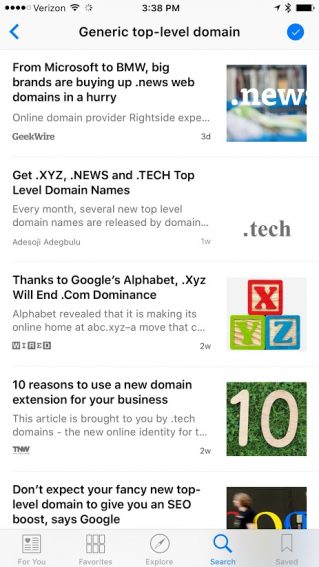 Verizon 3:38 PM
Generic top-level domain
From Microsoft to BMW, big
brands are buying up .news web
domains in a hurry
Online domain provider Rightside expe...
GeekWire 3d
.news
Get .XYZ, .NEWS and .TECH Top
Level Domain Names
Every month, several new top level
domain names are released by domain...
Adesoji Adegbulu 1w
.tech
Thanks to Google's Alphabet, .Xyz
Will End .Com Dominance
Alphabet revealed that it is making its
online home at abc.xyz–a move that c...
WIRED 2w
X
Y Z
10 reasons to use a new domain
extension for your business
This article is brought to you by .tech
domains - the new online identity for t...
TNW 2w
10
Don't expect your fancy new top-
level domain to give you an SEO
boost, says Google
For You Favorites Explore Search Saved